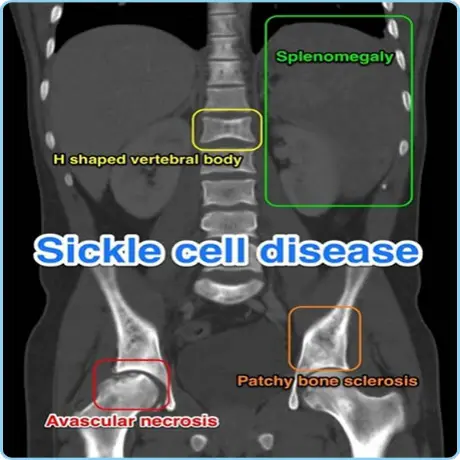 Splenomegaly
H shaped vertebral body
Sickle cell disease
Patchy bone sclerosis
Avascular necrosis